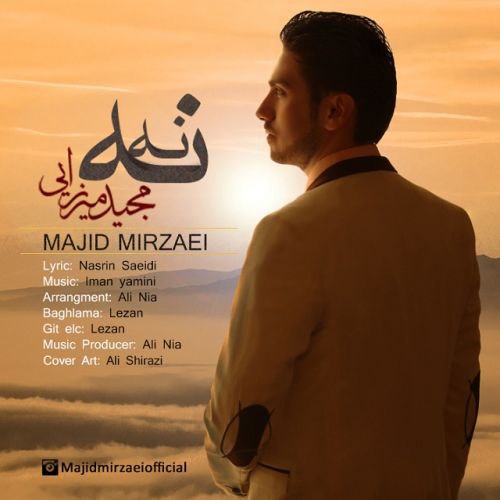 نه نه
مجید میرزایی
MAJID MIRZAEI
Lyric: Nasrin Saeidi
Music: Iman yamini
Arrangment: Ali Nia
Baghlama: Lezan
Git elc: Lezan
Music Producer: Ali Nia
Cover Art: Ali Shirazi
Majidmirzaeiofficial